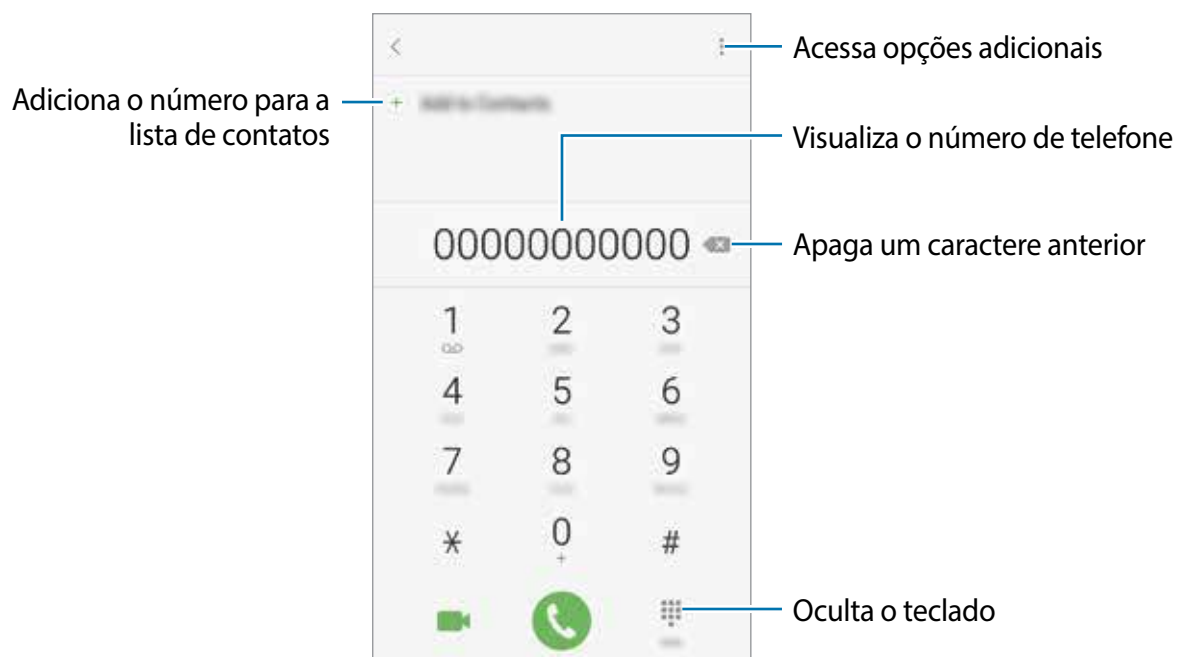 Acessa opções adicionais
Adiciona o número para a
lista de contatos
Visualiza o número de telefone
00000000000
Apaga um caractere anterior
1 2 3
4 5 6
7 8 9
* 0 #
+
Oculta o teclado